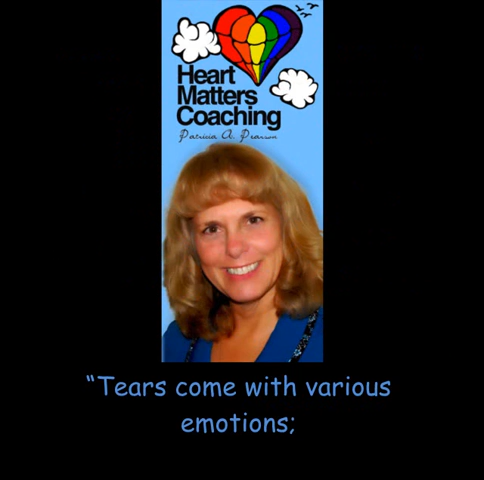 Heart
Matters
Coaching
Patricia A. Pearson
“Tears come with various
emotions;